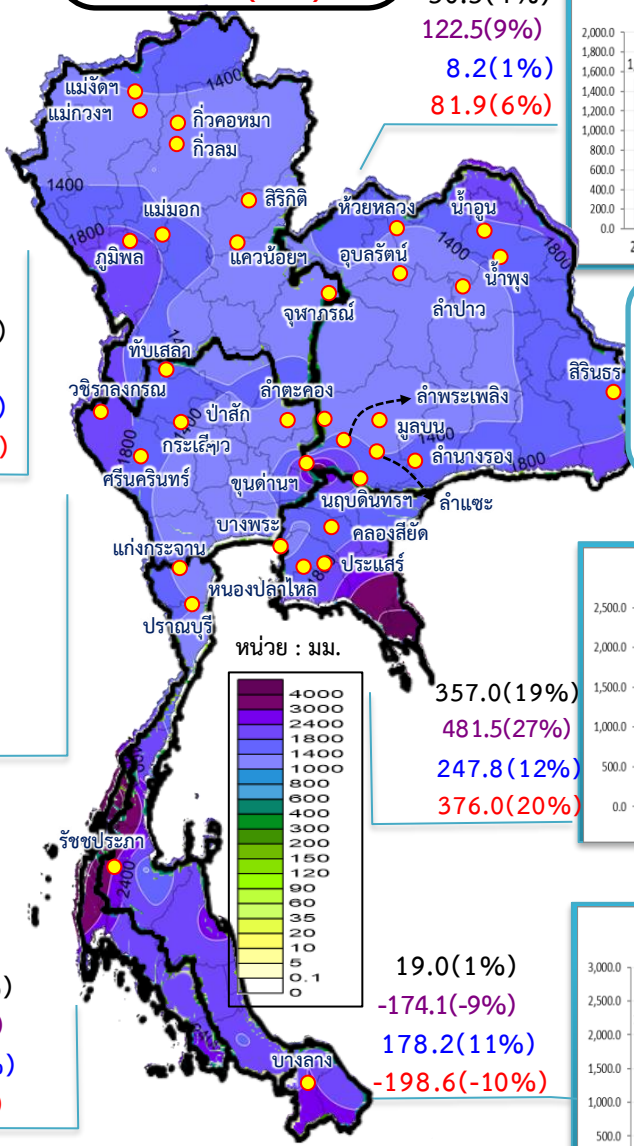 122.5(9%)
8.2(1%)
81.9(6%)
2,000.0
1,800.0
1,600.0
1,400.0
1,200.0
1,000.0
800.0
600.0
400.0
200.0
0.0
1400
แม่งัดฯ
แม่กวงฯ
กิ่วคอหมา
กิ่วลม
1400
สิริกิติ
แม่มอก
1800
ภูมิพล
แควน้อยฯ
ห้วยหลวง
น้ำอูน
1400
1800
อุบลรัตน์
น้ำพุง
ลำปาว
จุฬาภรณ์
สิรินธร
ทับเสลา
วชิราลงกรณ
ลำตะคอง
ลำพระเพลิง
ป่าสัก
1400
มูลบน
กระเสียว
1800
1400
ลำนางรอง
1800
ศรีนครินทร์
ขุนด่านฯ
นฤบดินทรฯ
ลำแซะ
บางพระ
คลองสียัด
แก่งกระจาน
ประแสร์
หนองปลาไหล
ปราณบุรี
หน่วย : มม.
4000
3000
2400
1800
1400
1000
800
600
400
300
200
150
120
90
60
35
20
10
5
0.1
0
357.0(19%)
481.5(27%)
247.8(12%)
376.0(20%)
2,500.0
2,000.0
1,500.0
1,000.0
500.0
0.0
รัชชประภา
2400
19.0(1%)
-174.1(-9%)
178.2(11%)
-198.6(-10%)
บางลาง
3,000.0
2,500.0
2,000.0
1,500.0
1,000.0
500.0